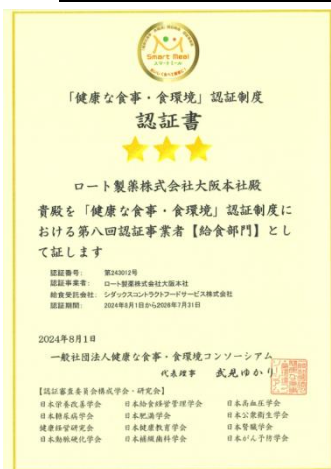 Smart Meal
スマートミール
「健康な食事・食環境」認証制度
認証書
ロート製薬株式会社大阪本社殿
貴殿を「健康な食事・食環境」認証制度に
おける第八回認証事業者【給食部門】とし
て証します
認証番号: 第243012号
認証事業者: ロート製薬株式会社大阪本社
給食受託会社: シダックスコントラクトフードサービス株式会社
認証期間: 2024年8月1日から2026年7月31日
2024年8月1日
一般社団法人健康な食事・食環境コンソーシアム
代表理事 武見ゆかり
【認証審査委員会構成学会・研究会】
日本栄養改善学会 日本給食経営管理学会 日本高血圧学会
日本糖尿病学会 日本肥満学会 日本公衆衛生学会
健康経営研究会 日本健康教育学会 日本腎臓学会
日本動脈硬化学会 日本補綴歯科学会 日本がん予防学会